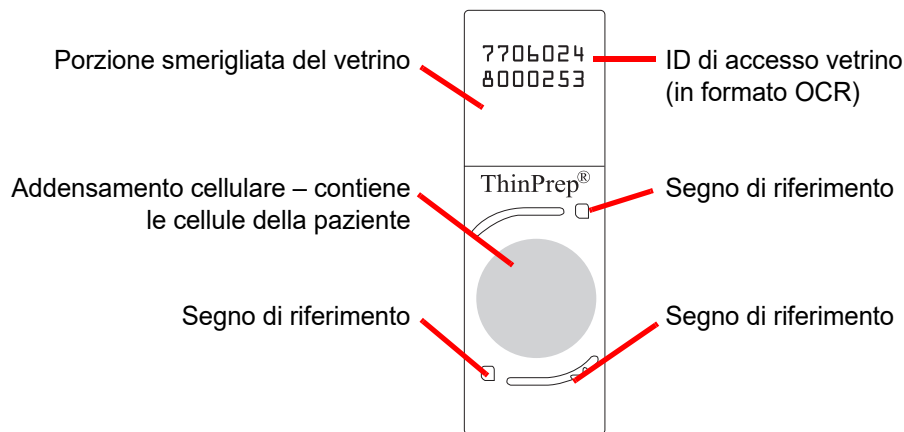 Porzione smerigliata del vetrino
7706024
8000253
ID di accesso vetrino
(in formato OCR)
ThinPrep®
Addensamento cellulare – contiene
le cellule della paziente
Segno di riferimento
Segno di riferimento
Segno di riferimento